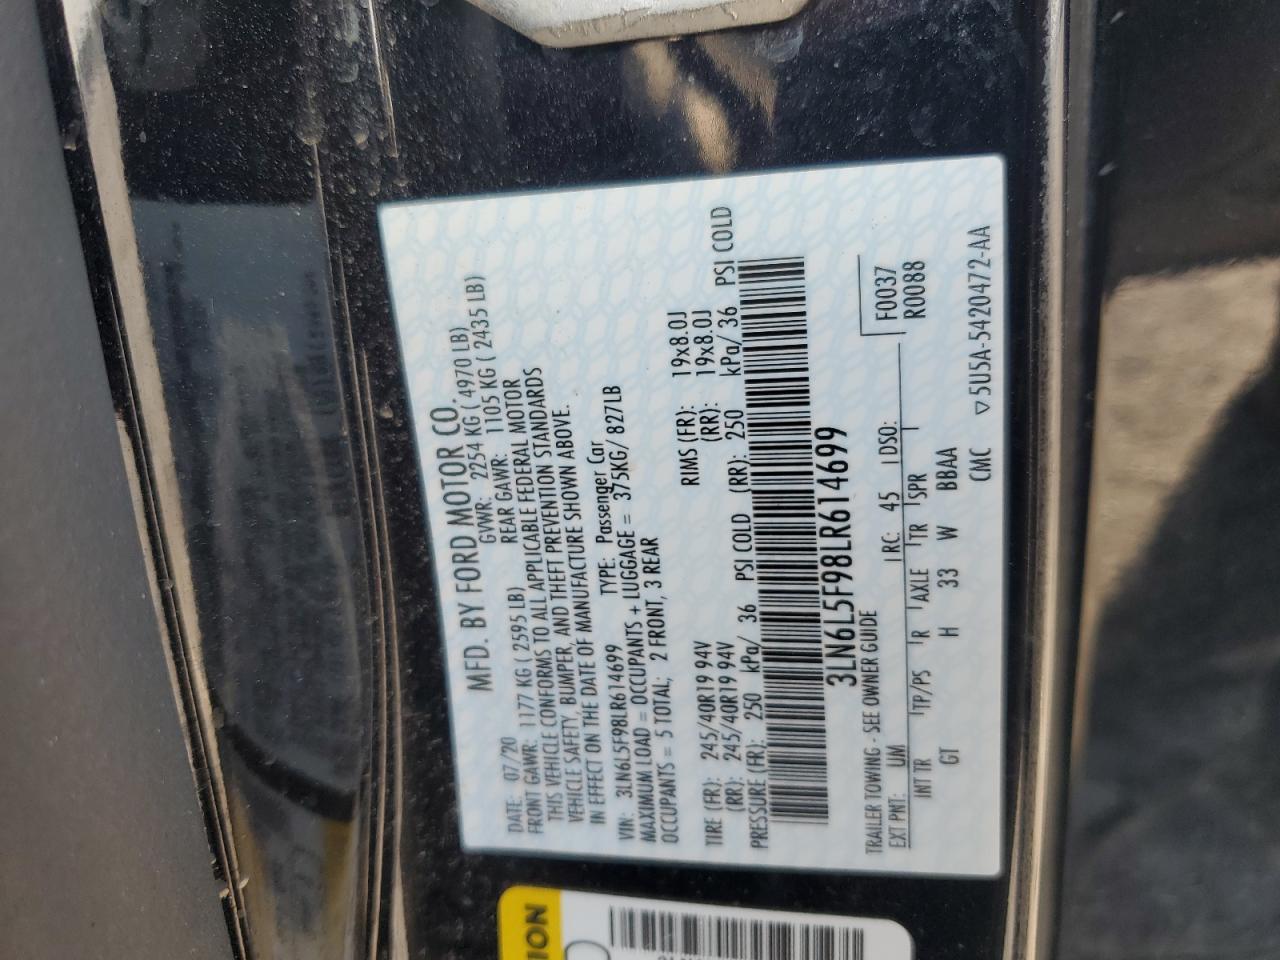 MFD. BY FORD MOTOR CO.
DATE: 07/20 GVWR: 2254 KG ( 4970 LB)
FRONT GAWR: 1177 KG ( 2595 LB) REAR GAWR: 1105 KG ( 2435 LB)
THIS VEHICLE CONFORMS TO ALL APPLICABLE FEDERAL MOTOR
VEHICLE SAFETY, BUMPER, AND THEFT PREVENTION STANDARDS
IN EFFECT ON THE DATE OF MANUFACTURE SHOWN ABOVE.
VIN: 3LN6L5F98LR614699 TYPE: Passenger Car
MAXIMUM LOAD = OCCUPANTS + LUGGAGE = 375KG/ 827LB
OCCUPANTS = 5 TOTAL; 2 FRONT, 3 REAR
TIRE (FR): 245/40R19 94V RIMS (FR): 19x8.0J
(RR): 245/40R19 94V (RR): 19x8.0J
PRESSURE (FR): 250 kPa/ 36 PSI COLD (RR): 250 kPa/ 36 PSI COLD
3LN6L5F98LR614699
TRAILER TOWING - SEE OWNER GUIDE F0037
EXT PNT: UM RC: 45 DSO: R0088
INT TR TP/PS R AXLE TR SPR
GT H 33 W BBAA
CMC ▽5U5A-5420472-AA
ION